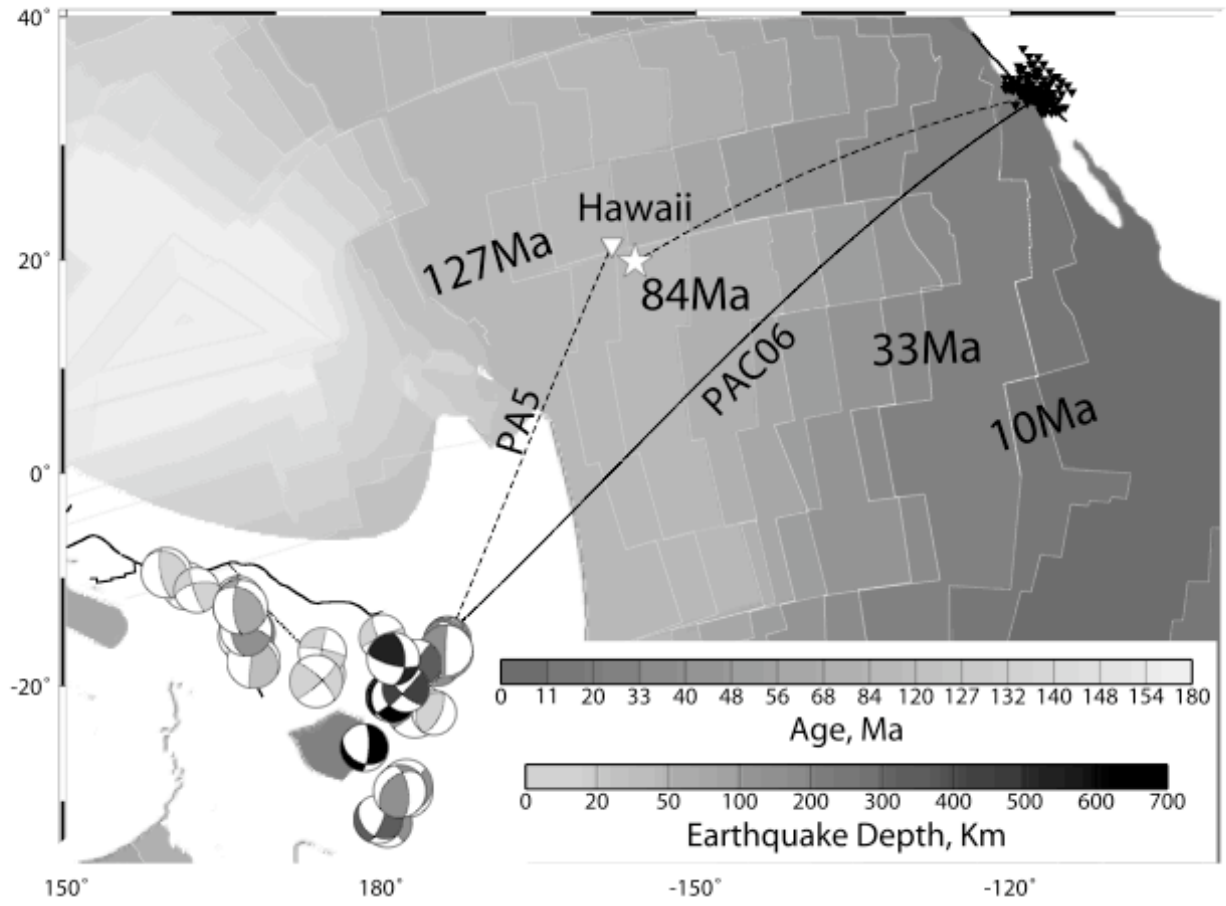 40°
20°
0°
-20°
Hawaii
127Ma
84Ma
33Ma
10Ma
PA5
PAC06
0 11 20 33 40 48 56 68 84 120 127 132 140 148 154 180
Age, Ma
0 20 50 100 200 300 400 500 600 700
Earthquake Depth, Km
150° 180° -150° -120°